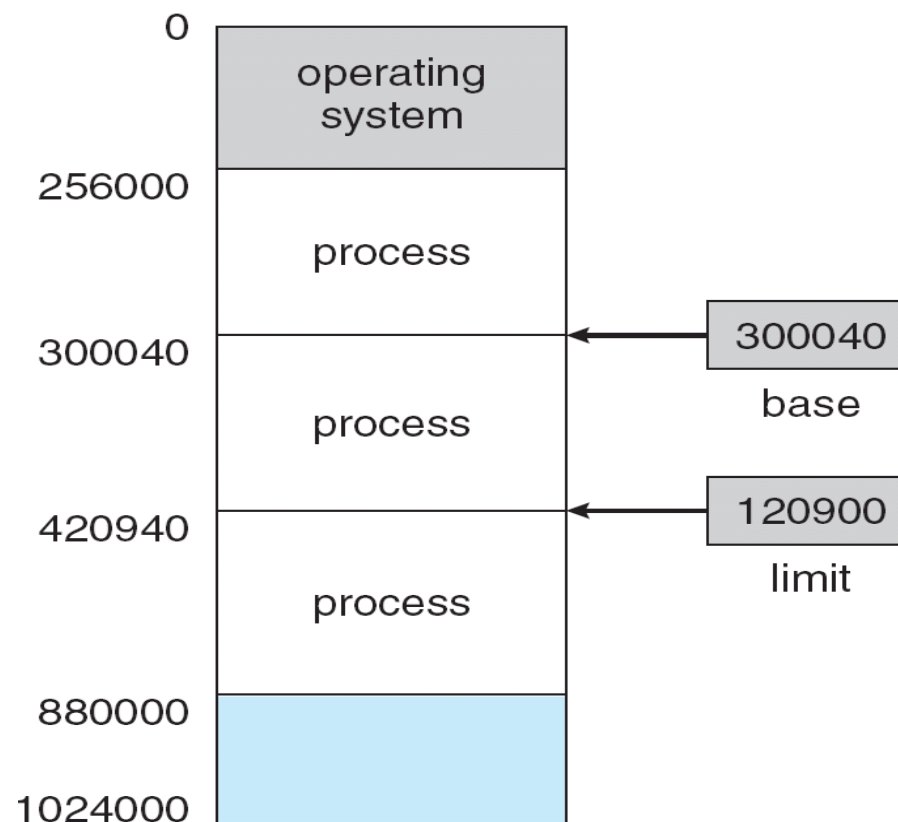 0
operating
system
256000
process
300040
300040
base
process
420940
120900
limit
process
880000
1024000